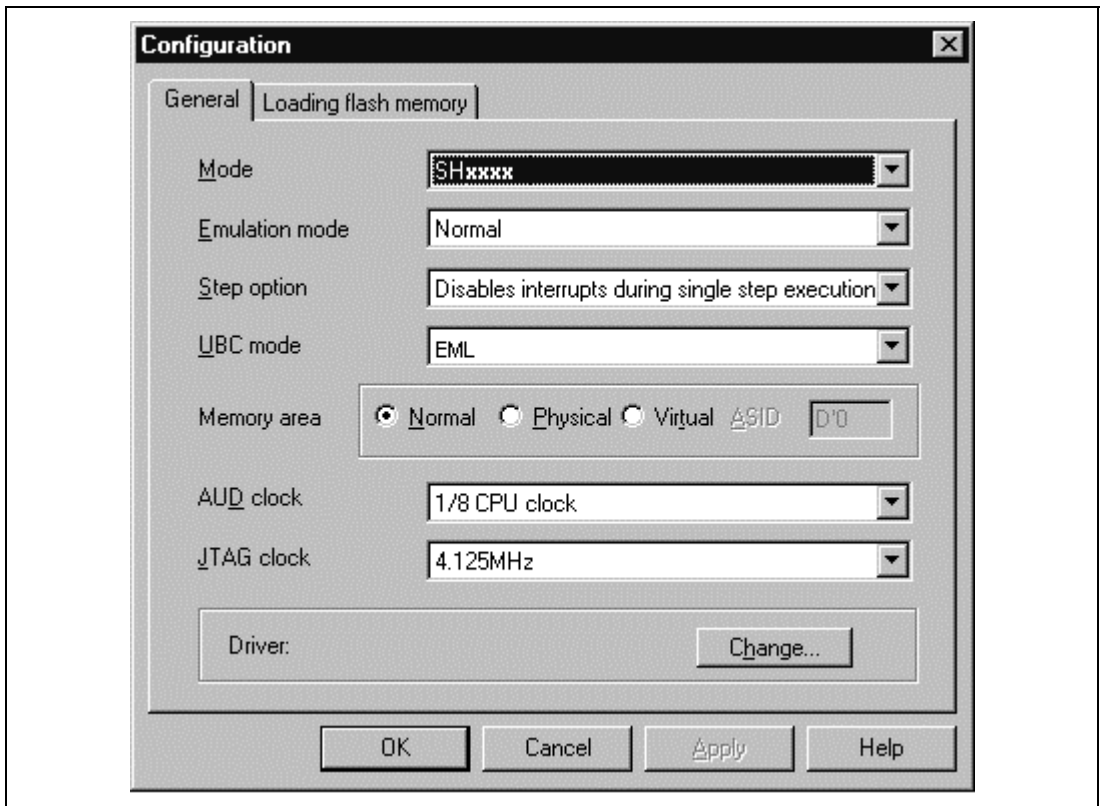 Configuration
General Loading flash memory
Mode SHxxxx
Emulation mode Normal
Step option Disables interrupts during single step execution
UBC mode EML
Memory area Normal Physical Virtual ASID D'0
AUD clock 1/8 CPU clock
JTAG clock 4.125MHz
Driver: Change...
OK Cancel Apply Help